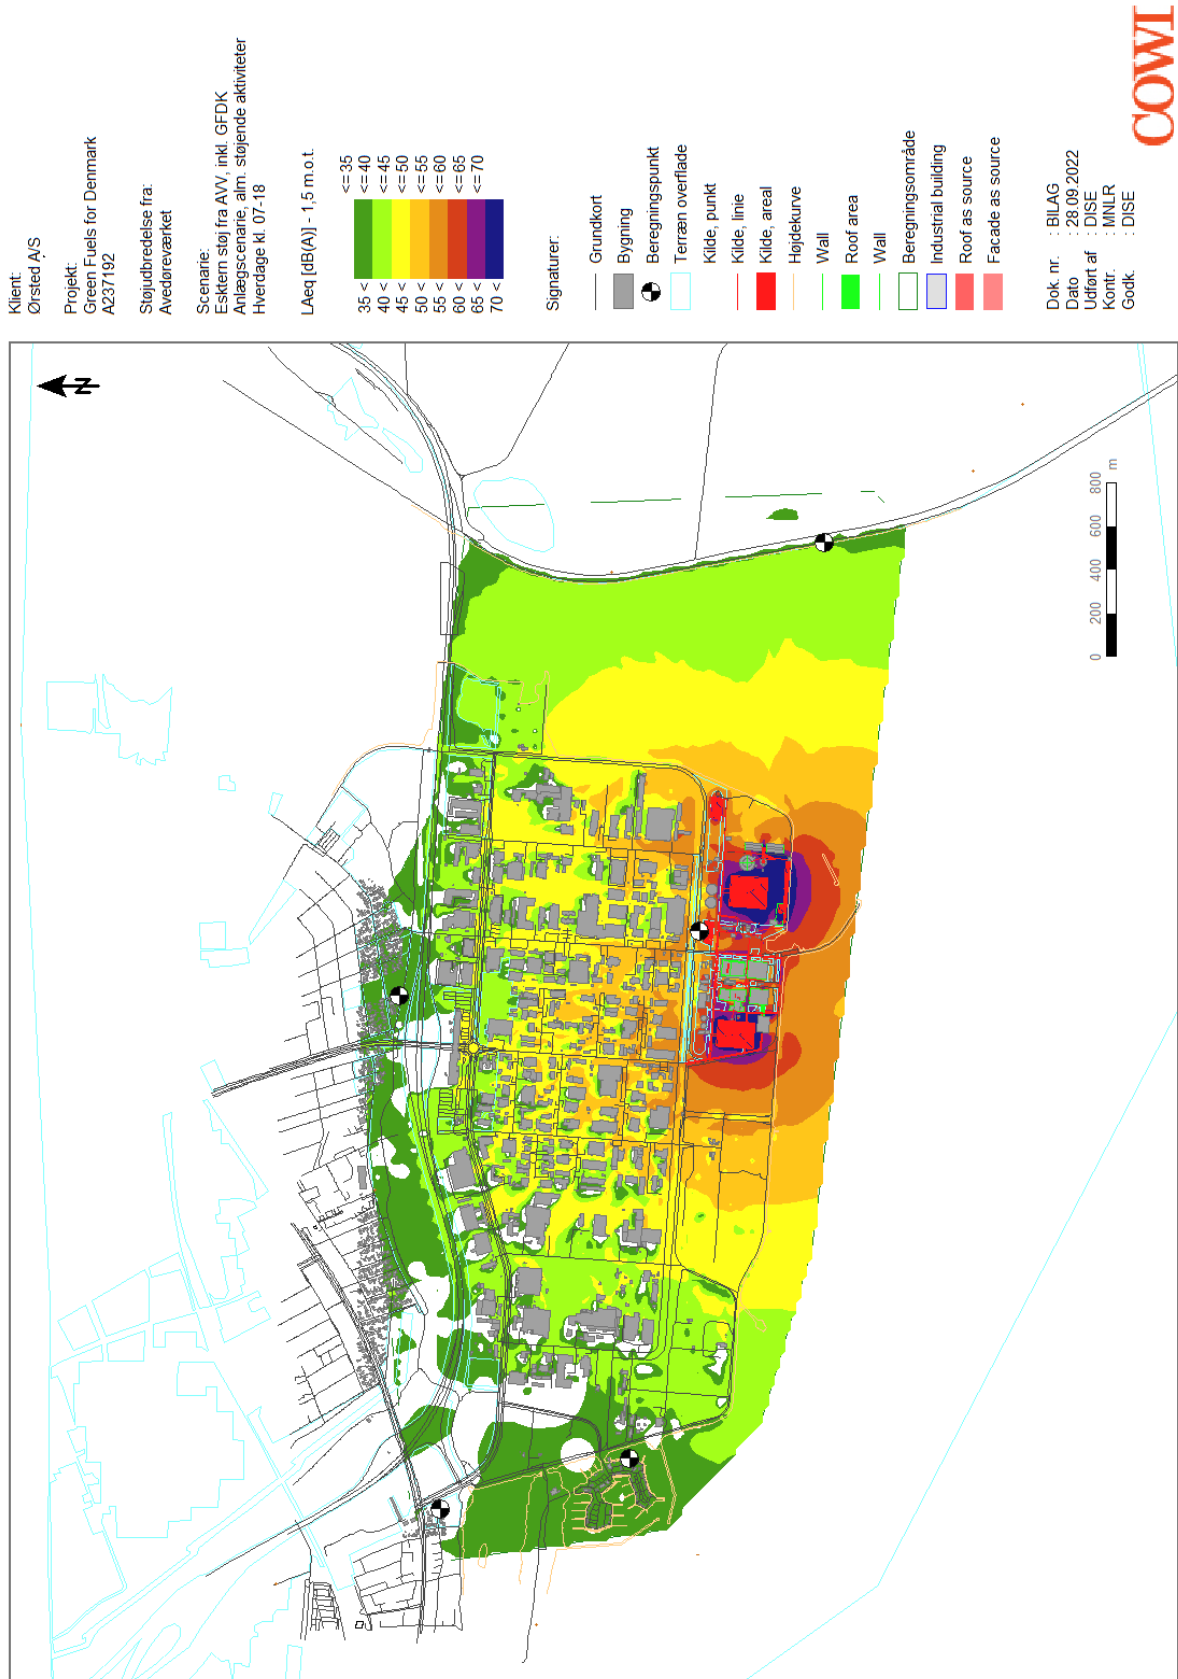 Klient:
Ørsted A/S
Projekt:
Green Fuels for Denmark
A237192
Støjudbredelse fra:
Avedøreværket
Scenarie:
Ekstern støj fra AVV, inkl. GFDK
Anlægscenarie, alm. støjende aktiviteter
Hverdage kl. 07-18
LAeq [dB(A)] - 1,5 m.o.t.
<= 35
35 < <= 40
40 < <= 45
45 < <= 50
50 < <= 55
55 < <= 60
60 < <= 65
65 < <= 70
70 <
Signaturer:
Grundkort
Bygning
Beregningspunkt
Terræn overflade
Kilde, punkt
Kilde, linie
Kilde, areal
Højdekurve
Wall
Roof area
Wall
Beregningsområde
Industrial building
Roof as source
Facade as source
Dok. nr. : BILAG
Dato : 28.09.2022
Udført af : DISE
Kontr. : MNLR
Godk. : DISE
COWI
N
0 200 400 600 800
m